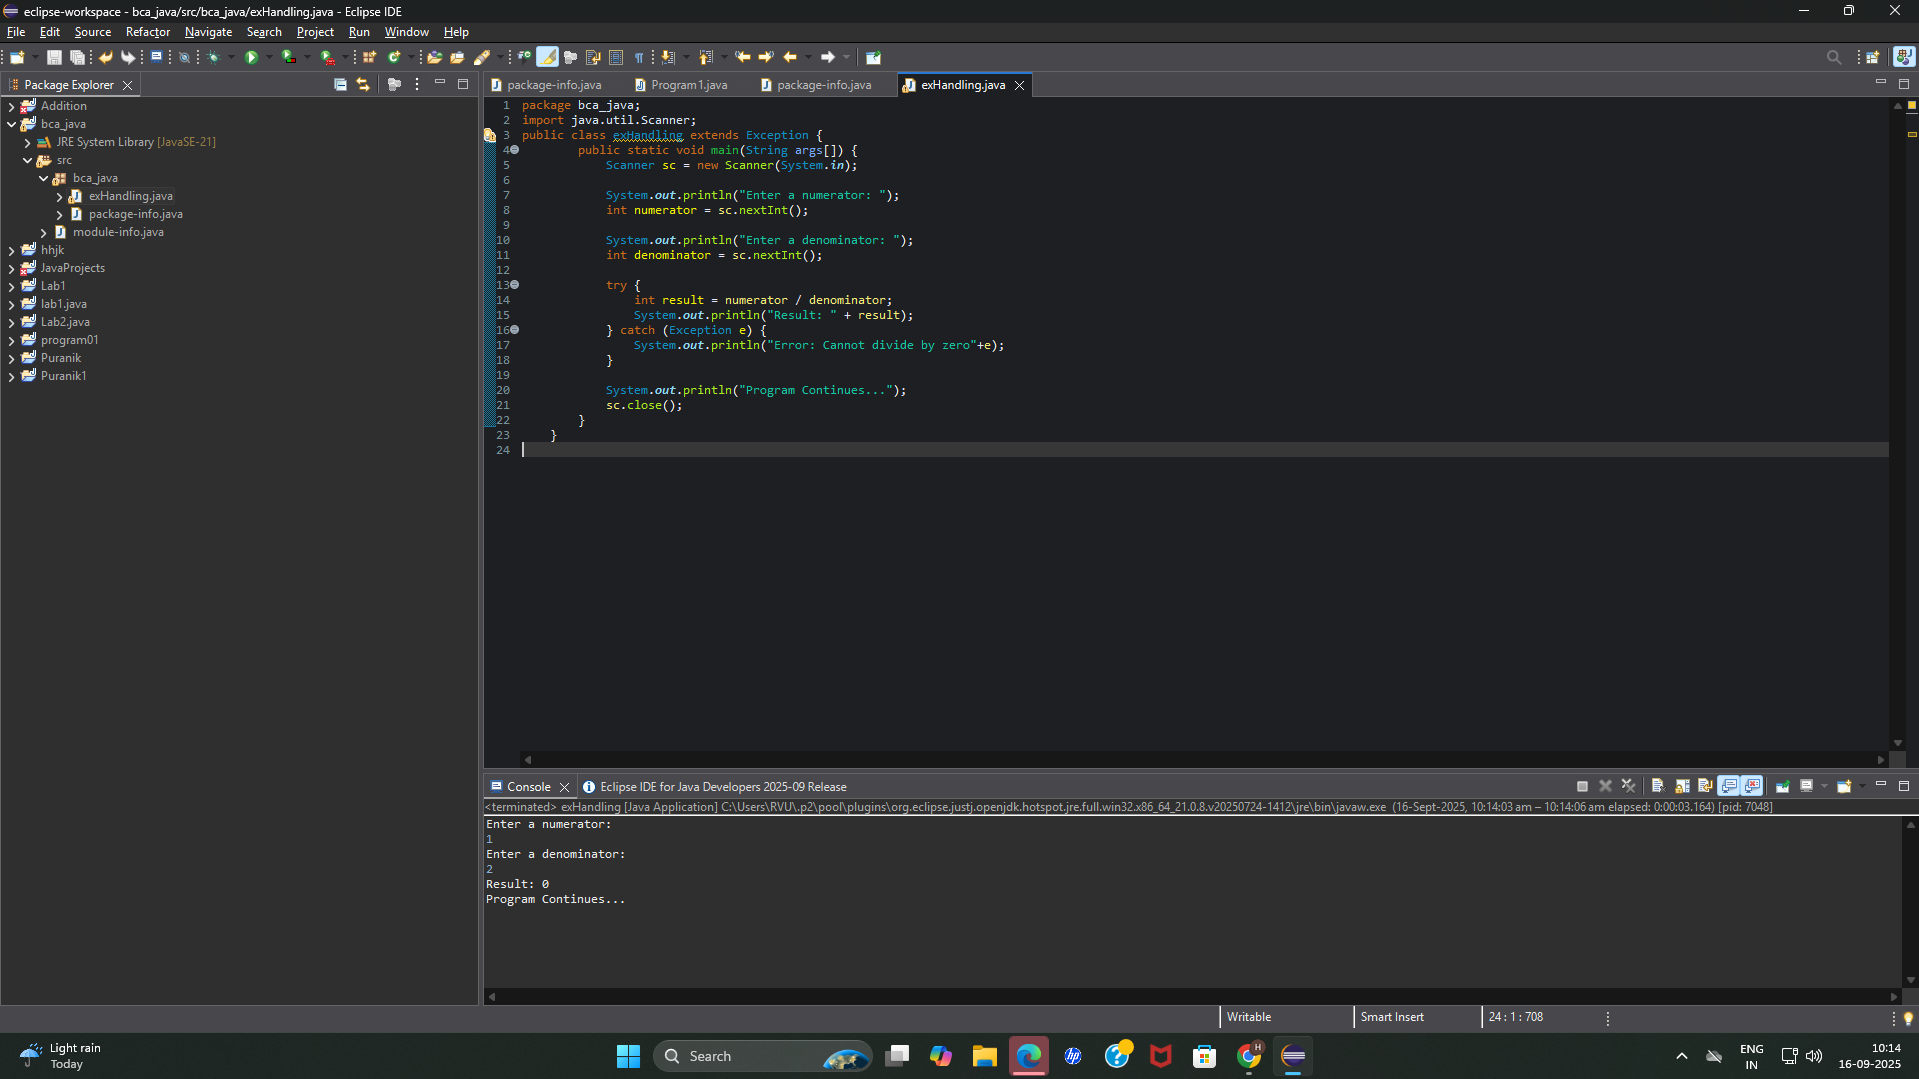 eclipse-workspace - bca_java/src/bca_java/exHandling.java - Eclipse IDE
File Edit Source Refactor Navigate Search Project Run Window Help
Package Explorer
package-info.java Program1.java package-info.java exHandling.java
Addition
bca_java
JRE System Library [JavaSE-21]
src
bca_java
exHandling.java
package-info.java
module-info.java
hhjk
JavaProjects
Lab1
lab1.java
Lab2.java
program01
Puranik
Puranik1
1 package bca_java;
2 import java.util.Scanner;
3 public class exHandling extends Exception {
4 public static void main(String args[]) {
5 Scanner sc = new Scanner(System.in);
6
7 System.out.println("Enter a numerator: ");
8 int numerator = sc.nextInt();
9
10 System.out.println("Enter a denominator: ");
11 int denominator = sc.nextInt();
12
13 try {
14 int result = numerator / denominator;
15 System.out.println("Result: " + result);
16 } catch (Exception e) {
17 System.out.println("Error: Cannot divide by zero"+e);
18 }
19
20 System.out.println("Program Continues...");
21 sc.close();
22 }
23 }
24
Console Eclipse IDE for Java Developers 2025-09 Release
<terminated> exHandling [Java Application] C:\Users\RVU\.p2\pool\plugins\org.eclipse.justj.openjdk.hotspot.jre.full.win32.x86_64_21.0.8.v20250724-1412\jre\bin\javaw.exe (16-Sept-2025, 10:14:03 am – 10:14:06 am elapsed: 0:00:03.164) [pid: 7048]
Enter a numerator:
1
Enter a denominator:
2
Result: 0
Program Continues...
Writable Smart Insert 24 : 1 : 708
Light rain
Today
Search
hp
H
ENG
IN
10:14
16-09-2025